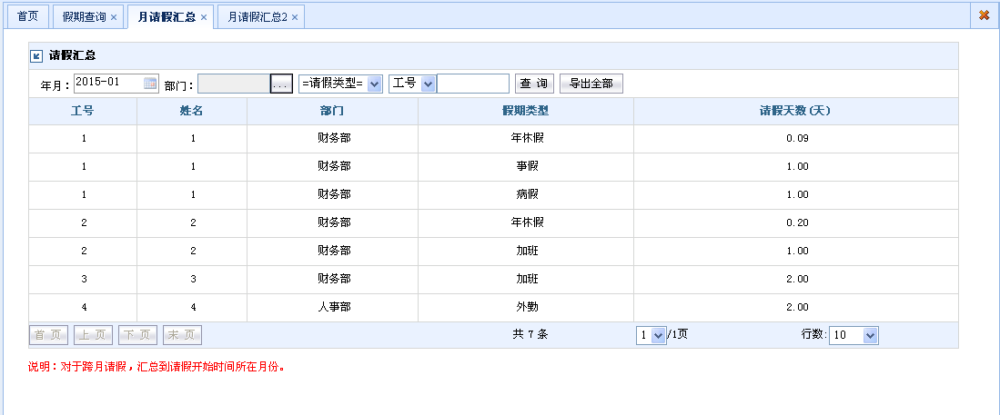 首页 假期查询 × 月请假汇总 × 月请假汇总2 ×
请假汇总
年月：2015-01 部门： ... =请假类型= 工号 查 询 导出全部
工号 姓名 部门 假期类型 请假天数(天)
1 1 财务部 年休假 0.09
1 1 财务部 事假 1.00
1 1 财务部 病假 1.00
2 2 财务部 年休假 0.20
2 2 财务部 加班 1.00
3 3 财务部 加班 2.00
4 4 人事部 外勤 2.00
首 页 上 页 下 页 末 页 共 7 条 1 /1页 行数: 10
说明：对于跨月请假，汇总到请假开始时间所在月份。